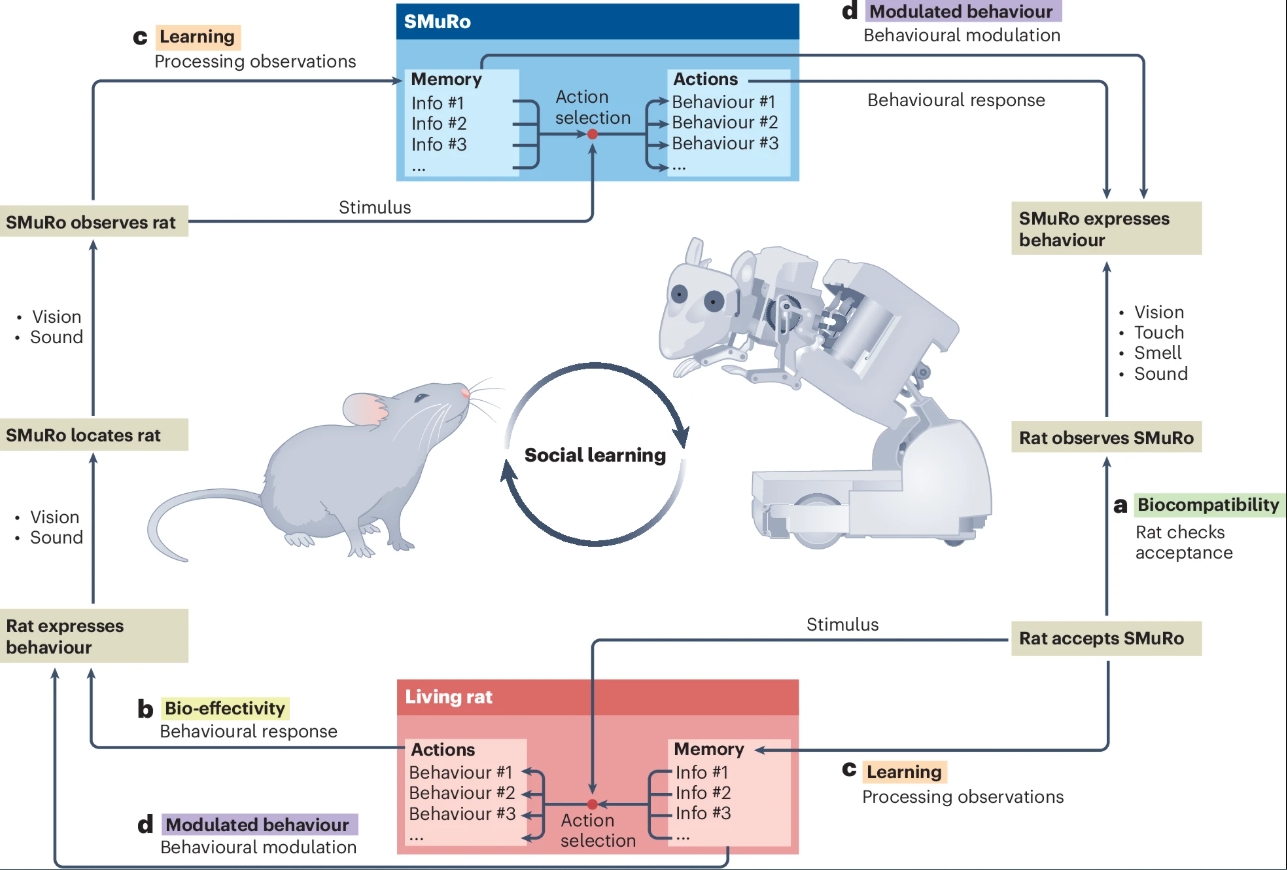 SMuRo
d Modulated behaviour
Behavioural modulation
c Learning
Processing observations
Memory
Info #1
Info #2
Info #3
...
Action
selection
Actions
Behaviour #1
Behaviour #2
Behaviour #3
...
Behavioural response
SMuRo observes rat
Stimulus
SMuRo expresses
behaviour
• Vision
• Sound
• Vision
• Touch
• Smell
• Sound
SMuRo locates rat
Social learning
Rat observes SMuRo
• Vision
• Sound
a Biocompatibility
Rat checks
acceptance
Rat expresses
behaviour
Stimulus
Rat accepts SMuRo
Living rat
b Bio-effectivity
Behavioural response
Actions
Behaviour #1
Behaviour #2
Behaviour #3
...
Action
selection
Memory
Info #1
Info #2
Info #3
...
c Learning
Processing observations
d Modulated behaviour
Behavioural modulation